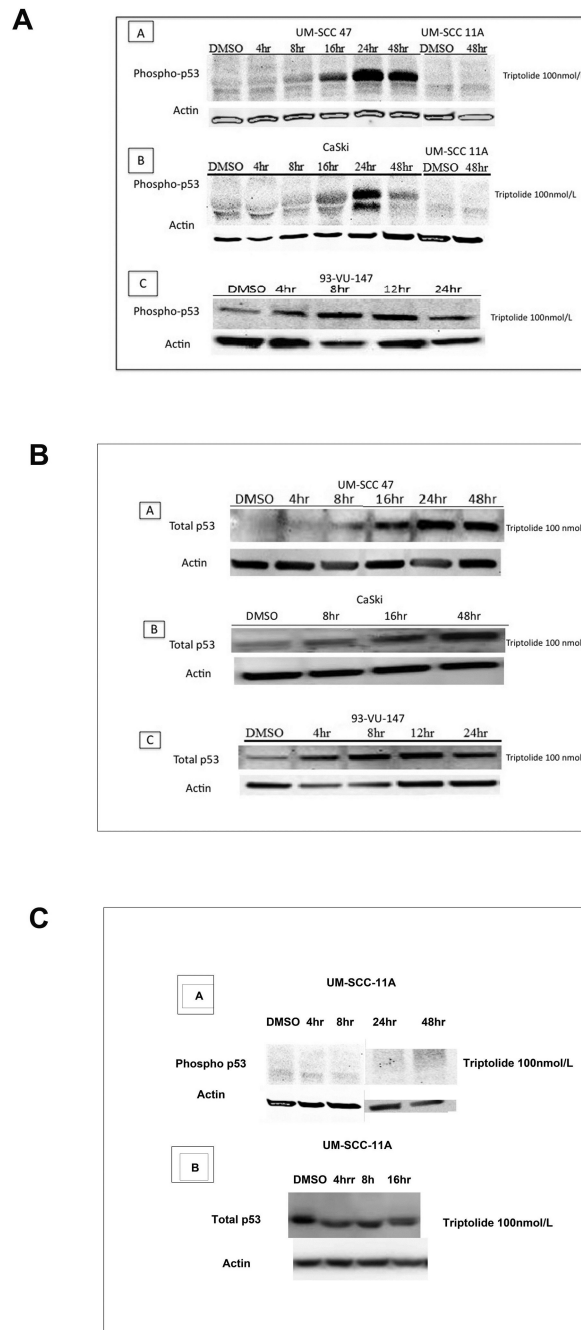 A
A
UM-SCC 47 UM-SCC 11A
DMSO 4hr 8hr 16hr 24hr 48hr DMSO 48hr
Phospho-p53 Triptolide 100nmol/
Actin
B
CaSki UM-SCC 11A
DMSO 4hr 8hr 16hr 24hr 48hr DMSO 48hr
Phospho-p53 Triptolide 100nmol/L
Actin
C
93-VU-147
DMSO 4hr 8hr 12hr 24hr
Phospho-p53 Triptolide 100nmol/L
Actin
B
UM-SCC 47
DMSO 4hr 8hr 16hr 24hr 48hr
A
Total p53 Triptolide 100 nmol
Actin
CaSki
DMSO 8hr 16hr 48hr
B
Total p53 Triptolide 100 nmol
Actin
93-VU-147
DMSO 4hr 8hr 12hr 24hr
C
Total p53 Triptolide 100 nmol
Actin
C
A
UM-SCC-11A
DMSO 4hr 8hr 24hr 48hr
Phospho p53 Triptolide 100nmol/L
Actin
UM-SCC-11A
B
DMSO 4hrr 8h 16hr
Total p53 Triptolide 100nmol/L
Actin